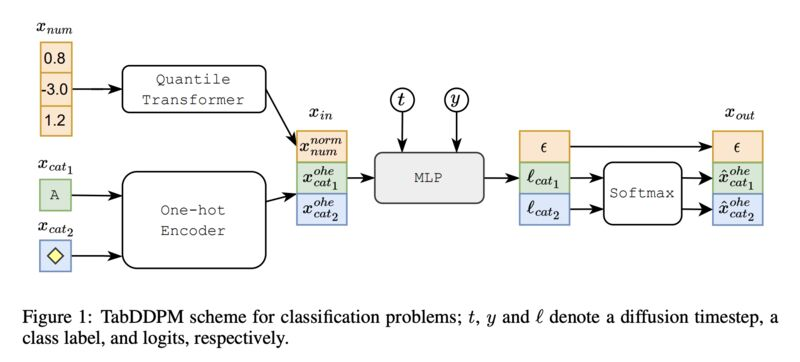 x_num
0.8
-3.0
1.2
Quantile
Transformer
x_cat₁
A
x_cat₂
One-hot
Encoder
x_in
x_num^norm
x_cat₁^ohe
x_cat₂^ohe
t
y
MLP
ϵ
ℓ_cat₁
ℓ_cat₂
Softmax
x_out
ϵ
x̂_cat₁^ohe
x̂_cat₂^ohe
Figure 1: TabDDPM scheme for classification problems; t, y and ℓ denote a diffusion timestep, a
class label, and logits, respectively.